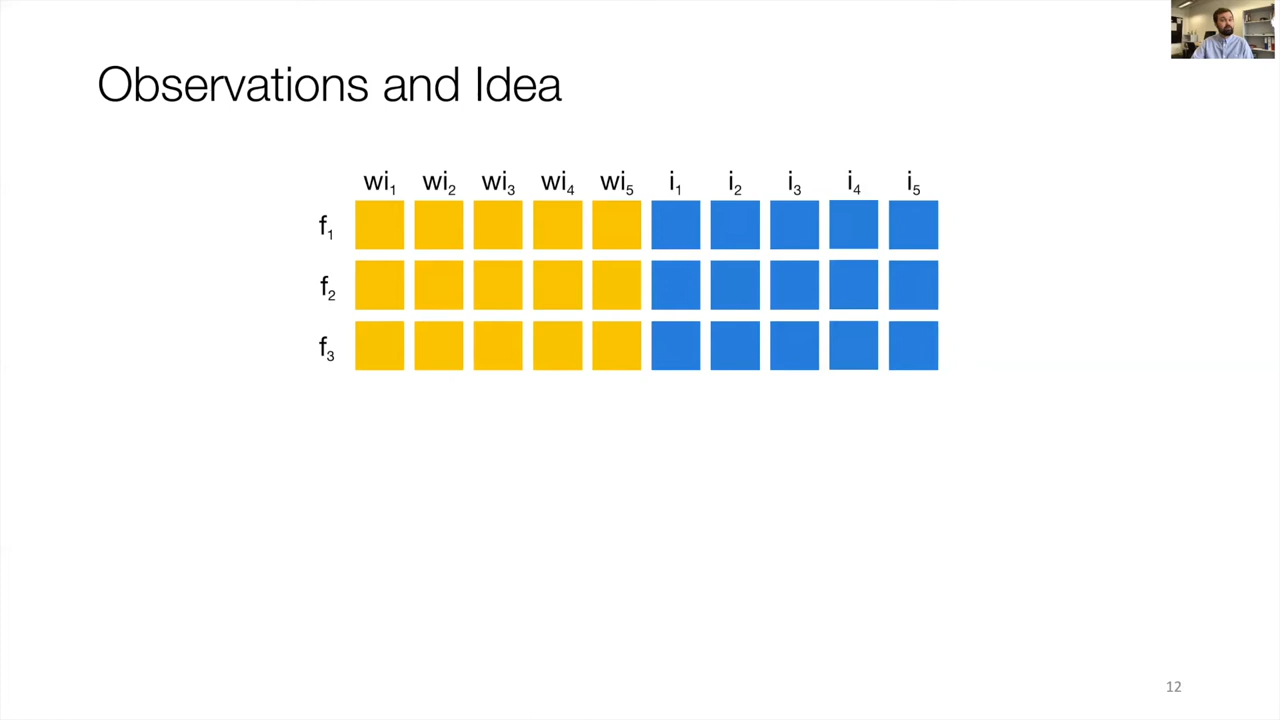 Observations and Idea
wi₁ wi₂ wi₃ wi₄ wi₅ i₁ i₂ i₃ i₄ i₅
f₁
f₂
f₃
12